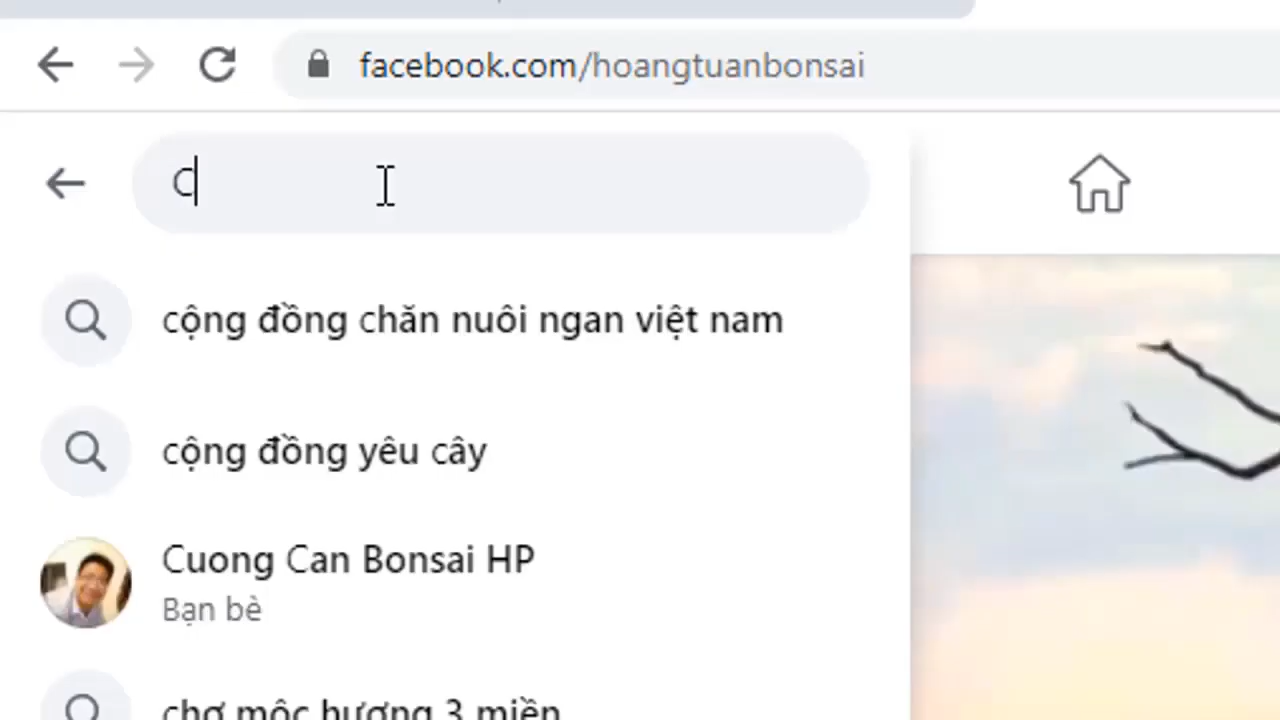 facebook.com/hoangtuanbonsai
C
cộng đồng chăn nuôi ngan việt nam
cộng đồng yêu cây
Cuong Can Bonsai HP
Bạn bè
chợ mộc hương 3 miền